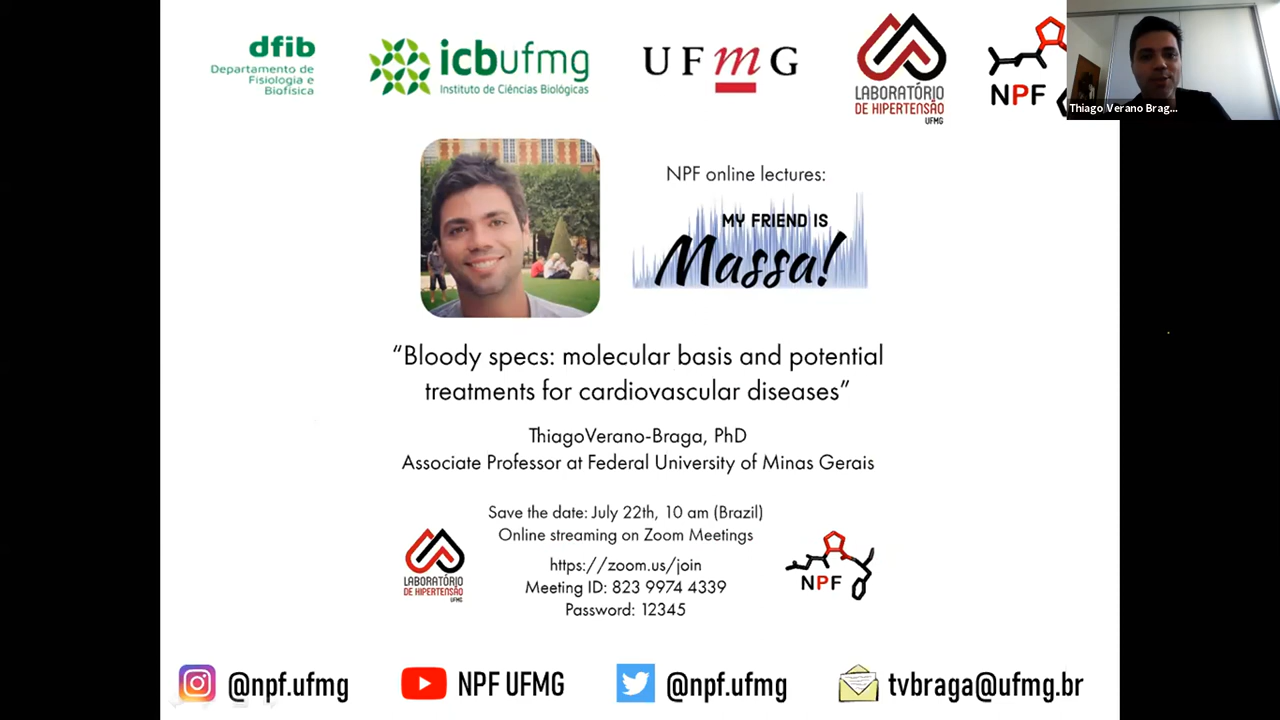 dfib
Departamento de
Fisiologia e
Biofísica
icbufmg
Instituto de Ciências Biológicas
UFmG
LABORATÓRIO
DE HIPERTENSÃO
UFMG
NPF
Thiago Verano Brag...
NPF online lectures:
MY FRIEND IS
Massa!
“Bloody specs: molecular basis and potential
treatments for cardiovascular diseases”
ThiagoVerano-Braga, PhD
Associate Professor at Federal University of Minas Gerais
Save the date: July 22th, 10 am (Brazil)
Online streaming on Zoom Meetings
https://zoom.us/join
Meeting ID: 823 9974 4339
Password: 12345
LABORATÓRIO
DE HIPERTENSÃO
UFMG
NPF
@npf.ufmg
NPF UFMG
@npf.ufmg
tvbraga@ufmg.br